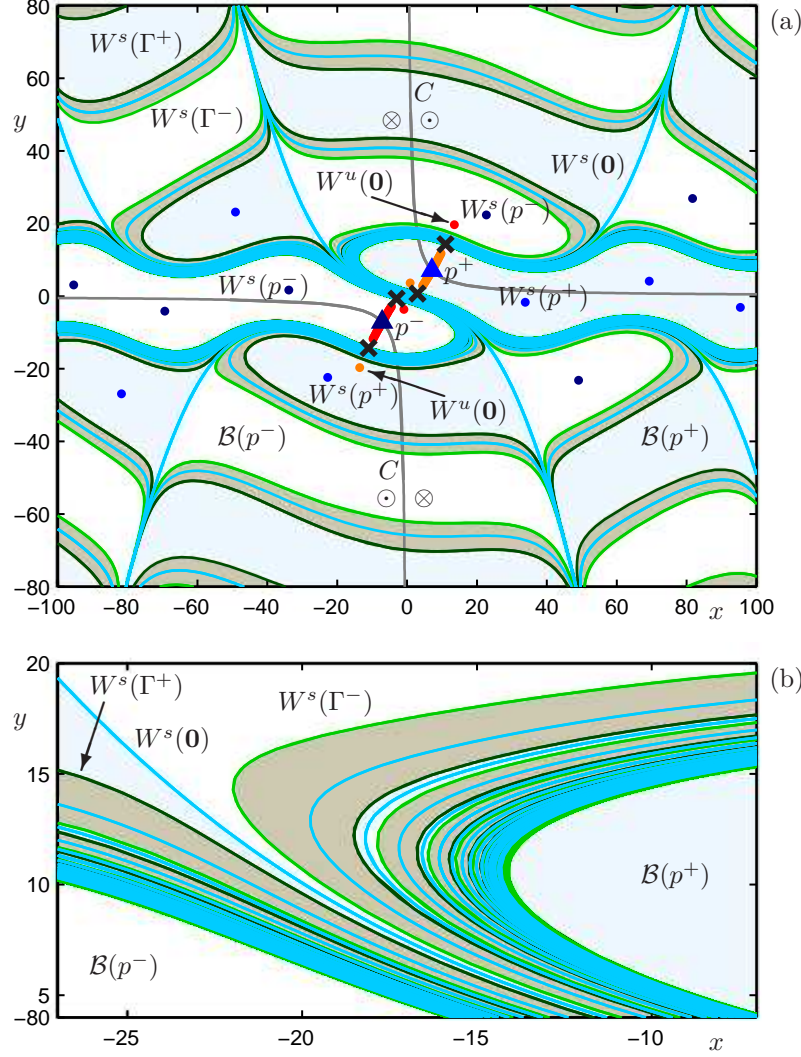 80
(a)
W^s(Γ^+)
60
W^s(Γ^-)
C
y
⊗ ⊙
40
W^s(0)
W^u(0)
W^s(p^-)
20
p^+
W^s(p^-)
W^s(p^+)
0
p^-
-20
W^s(p^+)
W^u(0)
B(p^-)
B(p^+)
-40
C
⊙ ⊗
-60
-80
-100 -80 -60 -40 -20 0 20 40 60 80 x 100
20
W^s(Γ^+)
W^s(Γ^-)
(b)
y
W^s(0)
15
B(p^+)
10
B(p^-)
5
-80
-25 -20 -15 -10 x